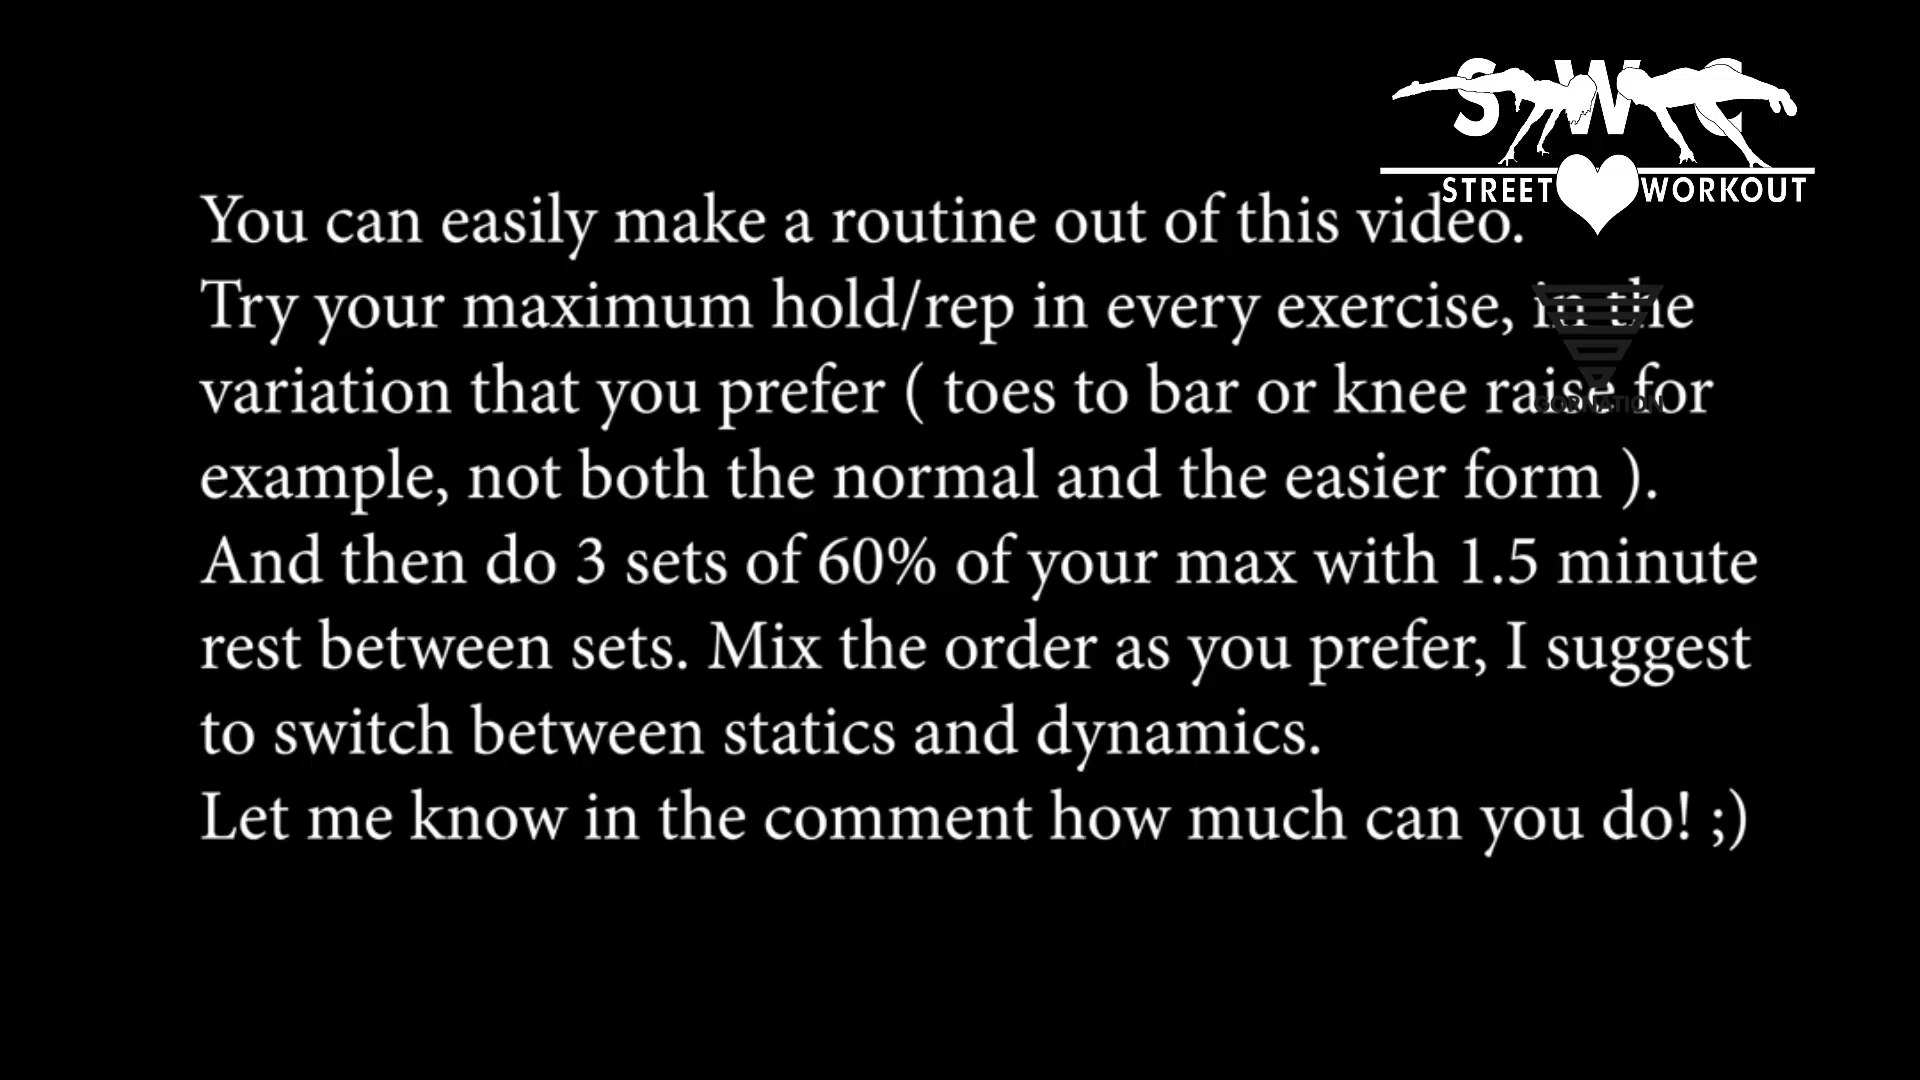 SWC
STREET WORKOUT
You can easily make a routine out of this video.
Try your maximum hold/rep in every exercise, in the
variation that you prefer ( toes to bar or knee raise for
GORNATION
example, not both the normal and the easier form ).
And then do 3 sets of 60% of your max with 1.5 minute
rest between sets. Mix the order as you prefer, I suggest
to switch between statics and dynamics.
Let me know in the comment how much can you do! ;)